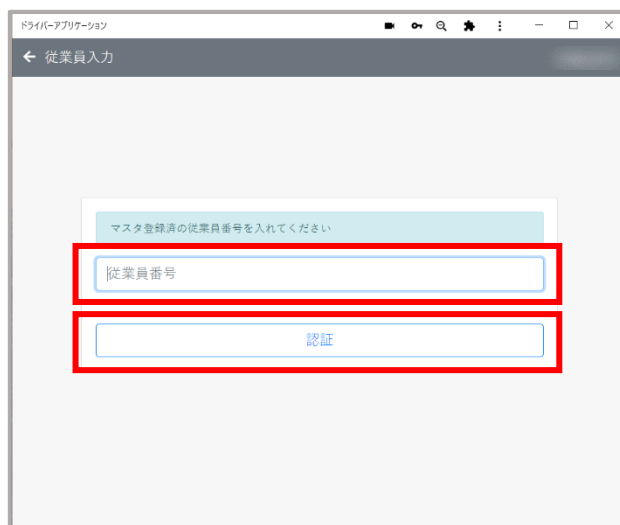 ドライバーアプリケーション
従業員入力
マスタ登録済の従業員番号を入れてください
従業員番号
認証